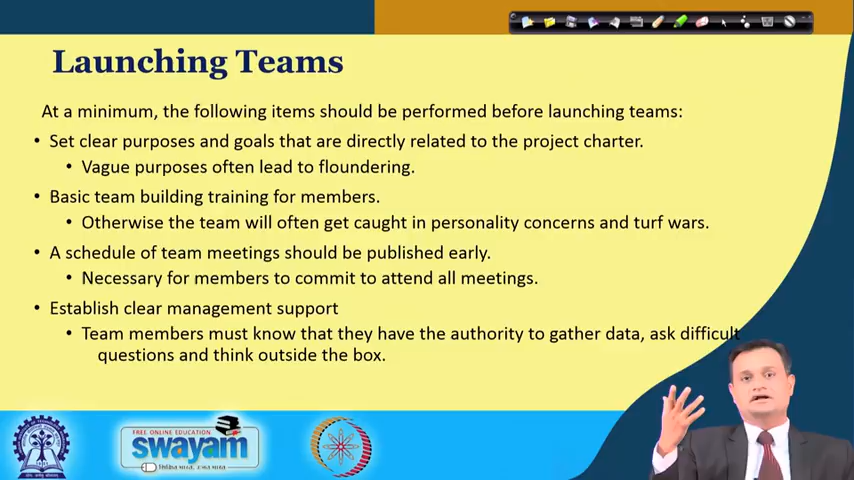 Launching Teams
At a minimum, the following items should be performed before launching teams:
• Set clear purposes and goals that are directly related to the project charter.
• Vague purposes often lead to floundering.
• Basic team building training for members.
• Otherwise the team will often get caught in personality concerns and turf wars.
• A schedule of team meetings should be published early.
• Necessary for members to commit to attend all meetings.
• Establish clear management support
• Team members must know that they have the authority to gather data, ask difficult
questions and think outside the box.
FREE ONLINE EDUCATION
swayam